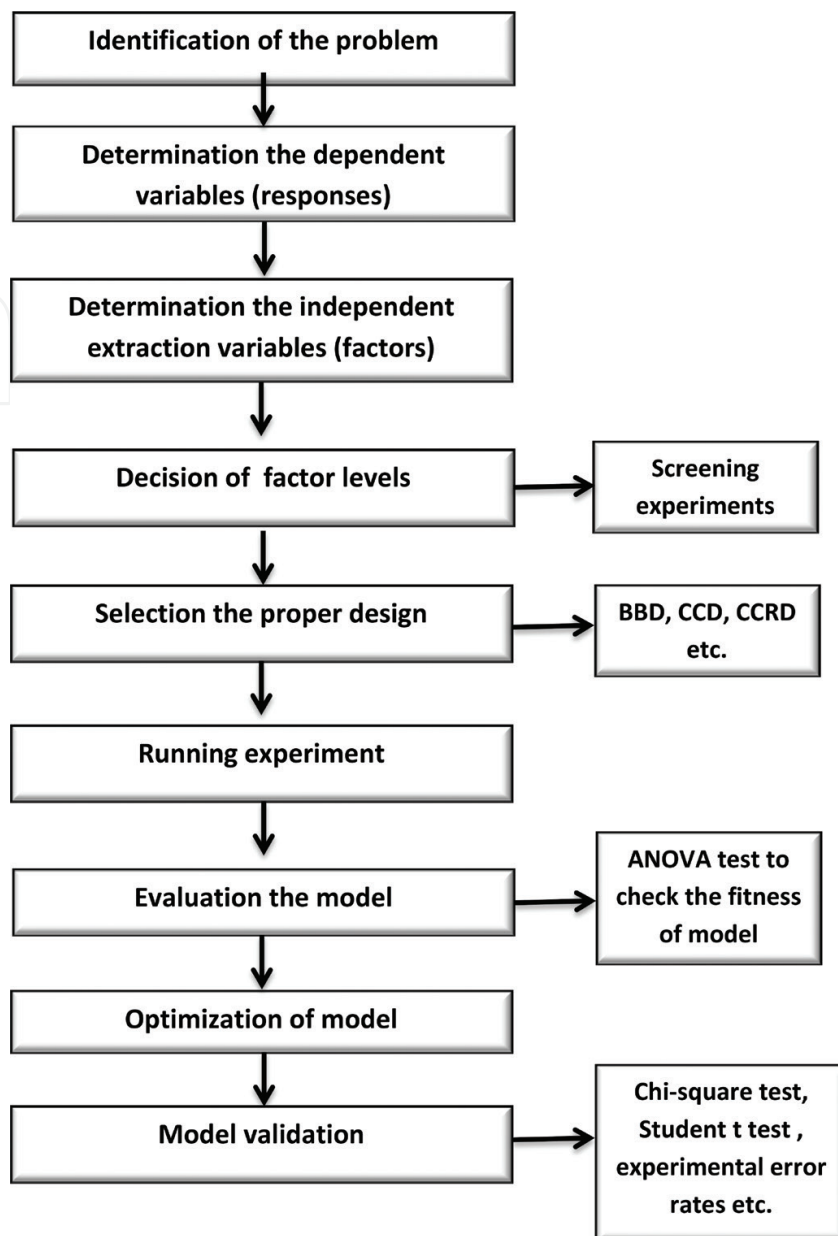 Identification of the problem
Determination the dependent
variables (responses)
Determination the independent
extraction variables (factors)
Decision of factor levels
Screening
experiments
Selection the proper design
BBD, CCD, CCRD
etc.
Running experiment
Evaluation the model
ANOVA test to
check the fitness
of model
Optimization of model
Model validation
Chi-square test,
Student t test ,
experimental error
rates etc.